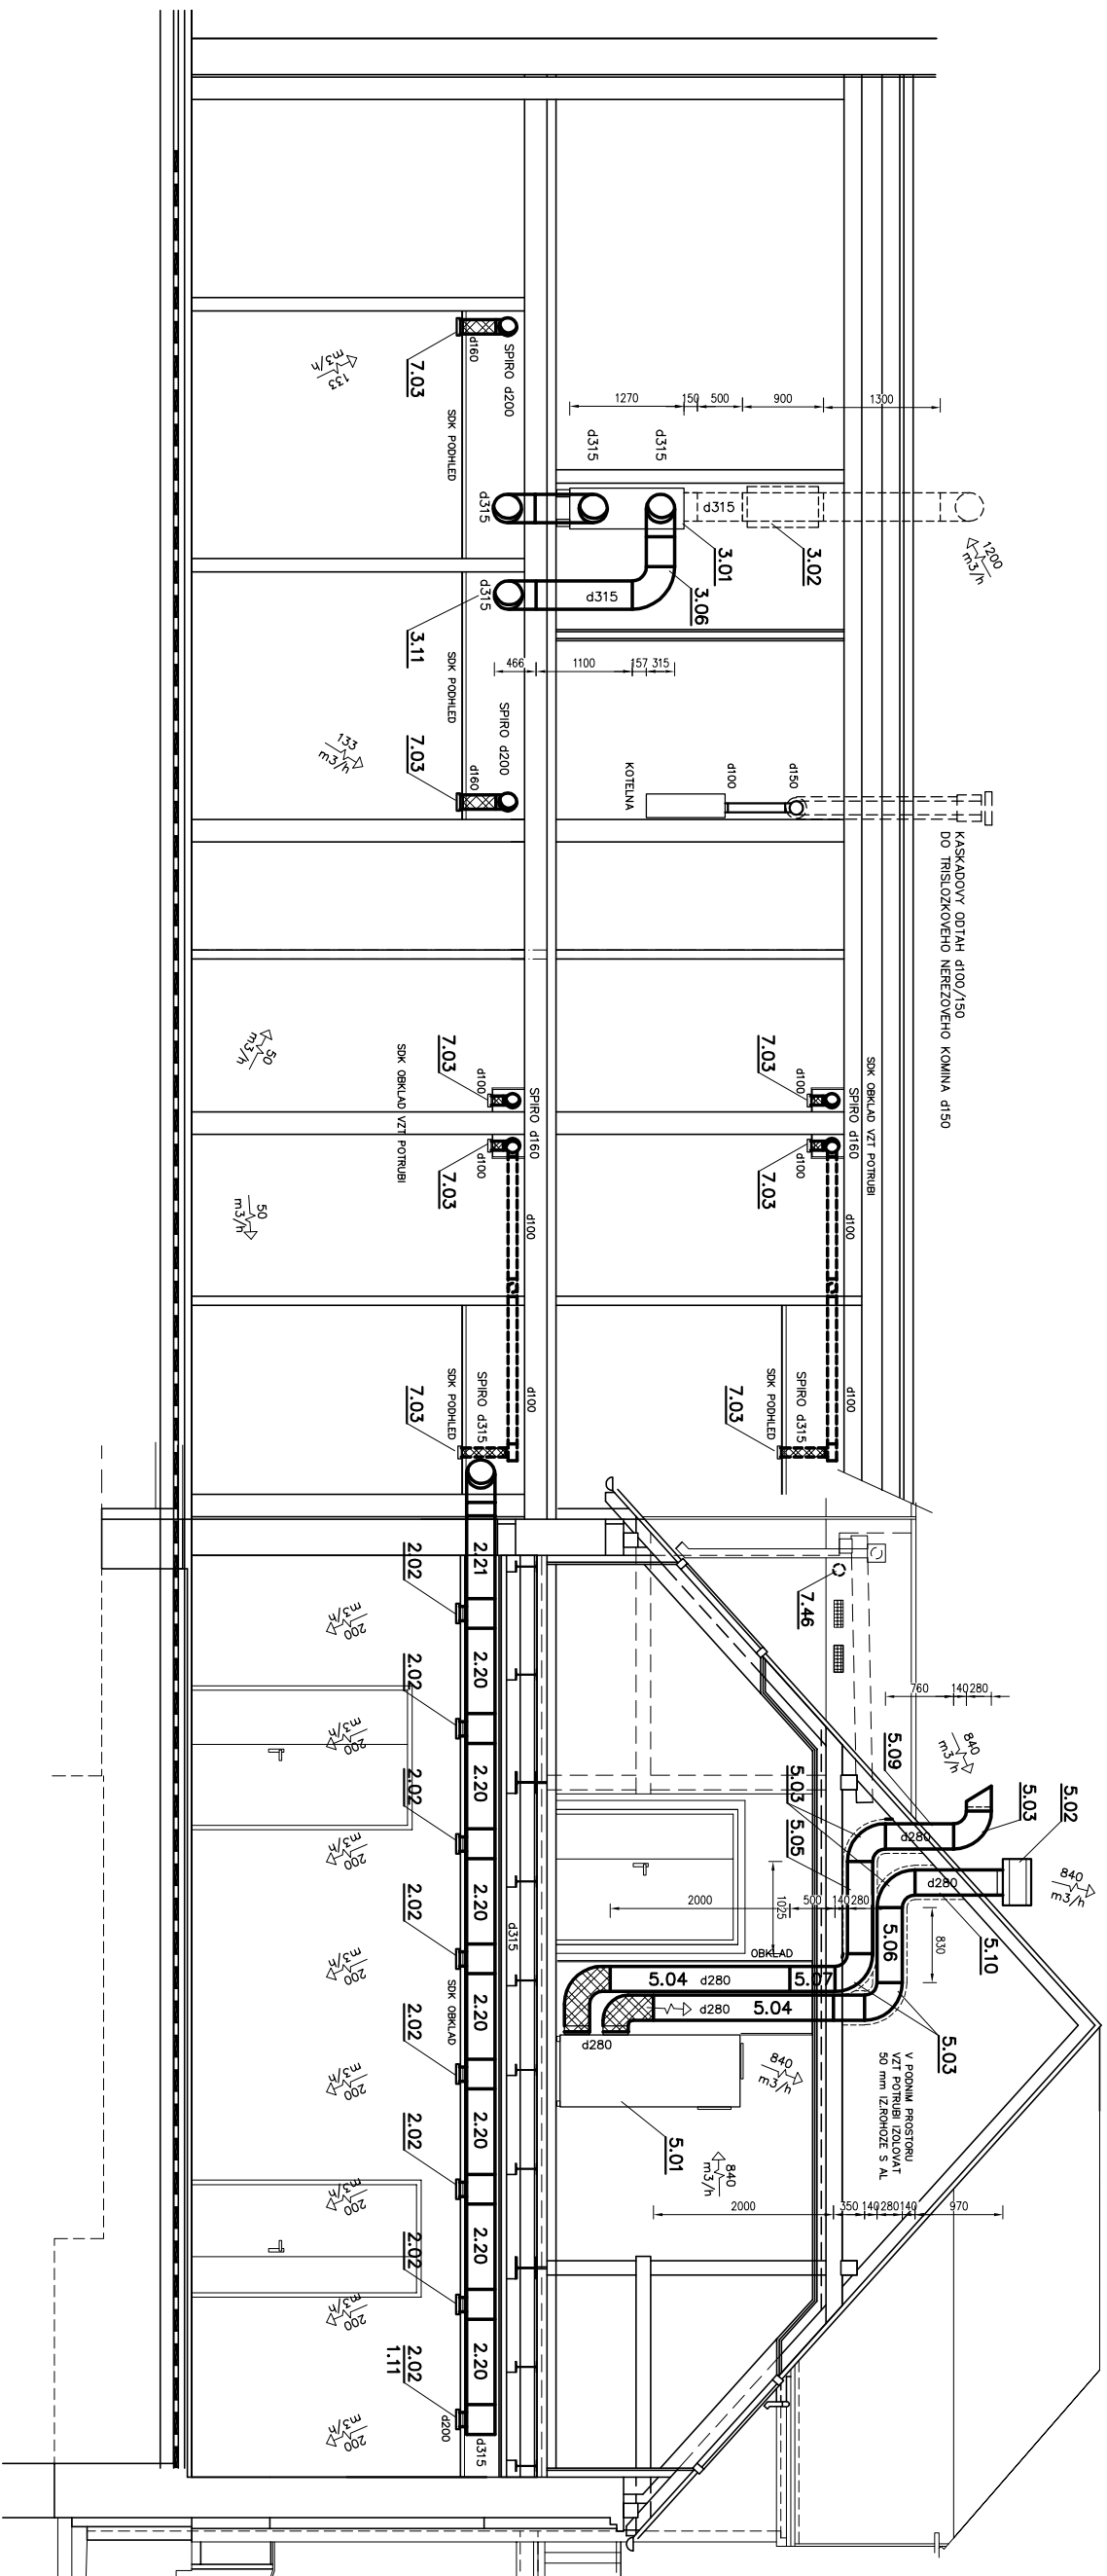 1200
m3/h
1300
900
500
150
1270
3.02
d315
3.01
3.06
d315
d315
d315
d315
d315
3.11
315
157
1100
466
SPIRO d200
d160
7.03
SDK PODHLED
133
m3/h
SDK PODHLED
SPIRO d200
d160
7.03
133
m3/h
KASKADOVY ODTAH d100/150
DO TRISLOZKOVEHO NEREZOVEHO KOMINA d150
d150
d100
KOTELNA
SDK OBKLAD VZT POTRUBI
SPIRO d160
d100
7.03
d100
7.03
d100
d100
SPIRO d315
SDK PODHLED
7.03
SPIRO d160
d100
7.03
d100
7.03
d100
d100
SDK OBKLAD VZT POTRUBI
50
m3/h
50
m3/h
SPIRO d315
SDK PODHLED
7.03
7.46
760
140
280
840
m3/h
5.02
5.03
840
m3/h
5.09
5.03
5.05
d280
d280
5.10
830
5.06
1025
280
140
500
2000
OBKLAD
5.04
d280
5.07
d280
5.04
d280
5.03
V PODNIM PROSTORU
VZT POTRUBI IZOLOVAT
50 mm IZ.ROHOZE S AL
840
m3/h
5.01
840
m3/h
970
140
280
140
350
2000
2.21
2.20
2.20
2.20
d315
2.20
2.20
2.20
2.20
d315
2.02
2.02
2.02
2.02
SDK OBKLAD
2.02
2.02
2.02
2.02
1.11
d200
200
m3/h
200
m3/h
200
m3/h
200
m3/h
200
m3/h
200
m3/h
200
m3/h
200
m3/h